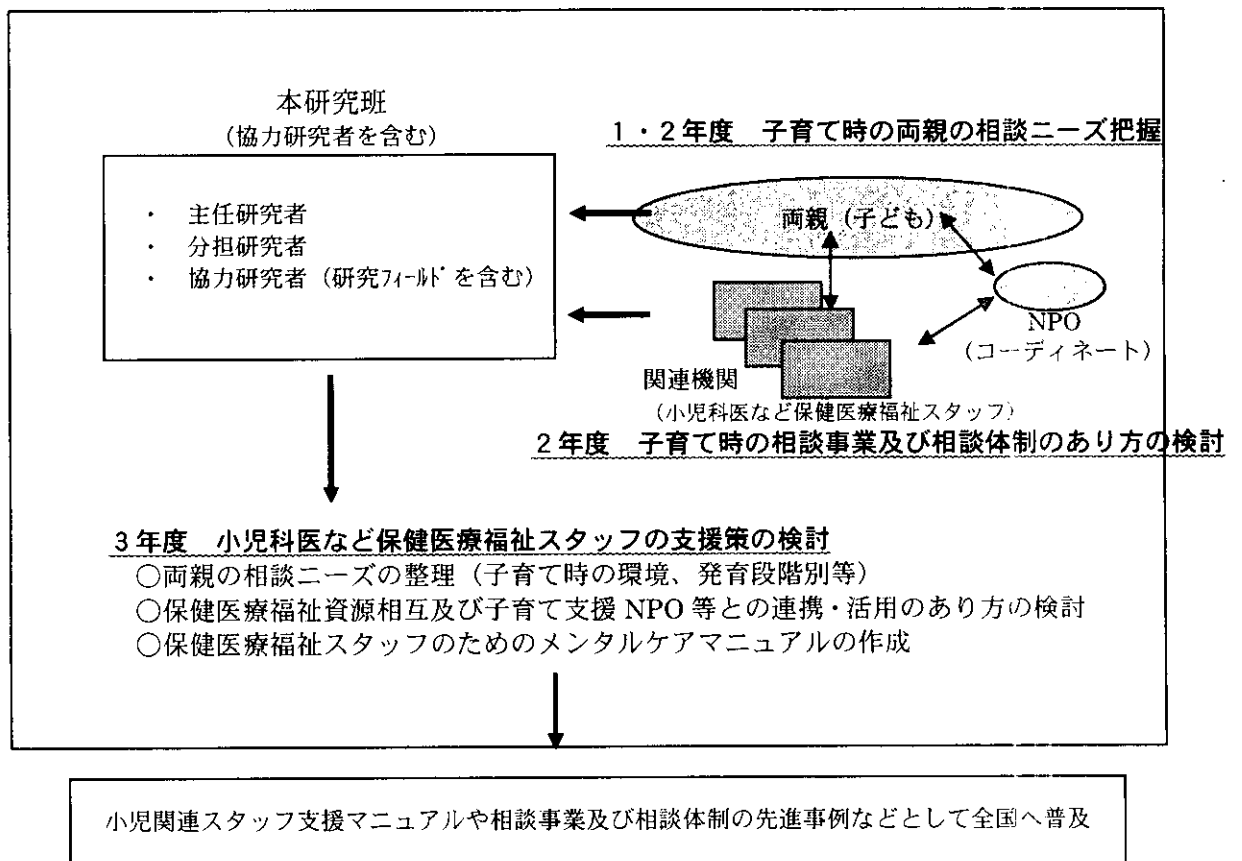 本研究班
(協力研究者を含む)
・ 主任研究者
・ 分担研究者
・ 協力研究者(研究ﾌｨｰﾙﾄﾞを含む)
1・2年度 子育て時の両親の相談ニーズ把握
両親(子ども)
NPO
(コーディネート)
関連機関
(小児科医など保健医療福祉スタッフ)
2年度 子育て時の相談事業及び相談体制のあり方の検討
3年度 小児科医など保健医療福祉スタッフの支援策の検討
○両親の相談ニーズの整理(子育て時の環境、発育段階別等)
○保健医療福祉資源相互及び子育て支援 NPO 等との連携・活用のあり方の検討
○保健医療福祉スタッフのためのメンタルケアマニュアルの作成
小児関連スタッフ支援マニュアルや相談事業及び相談体制の先進事例などとして全国へ普及